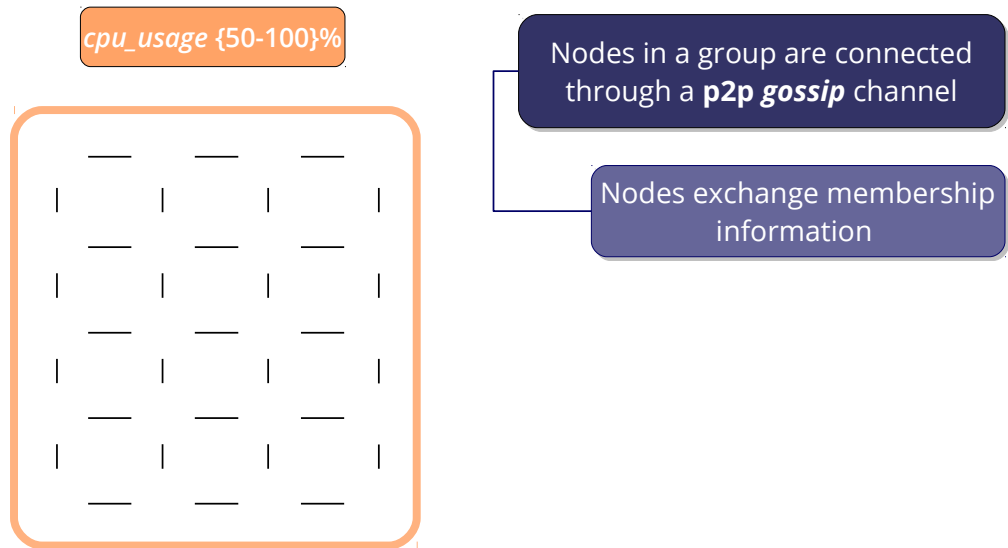 cpu_usage {50-100}%
Nodes in a group are connected
through a p2p gossip channel
Nodes exchange membership
information